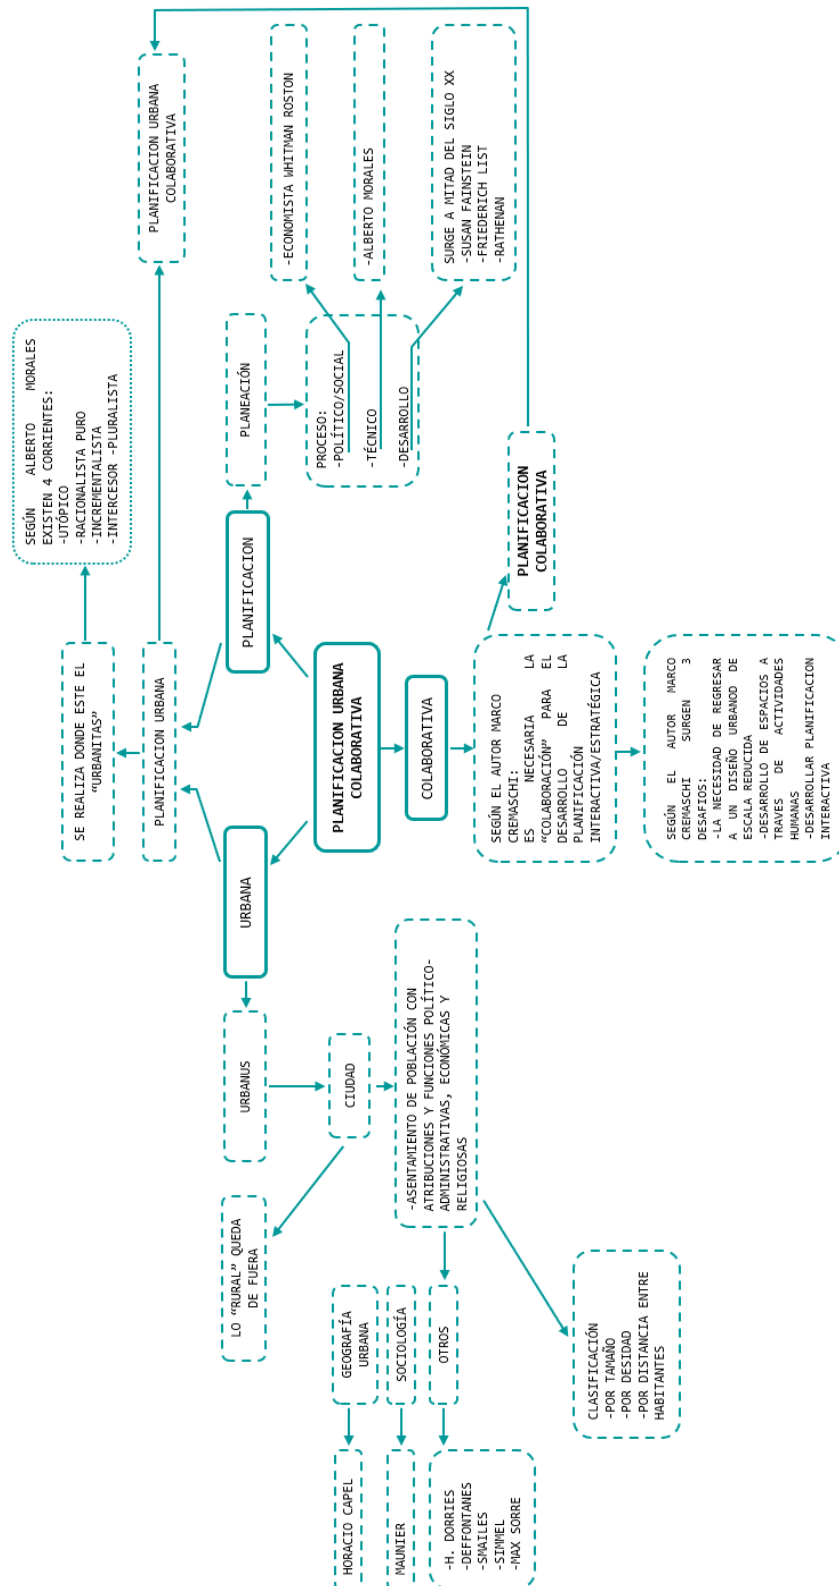 SEGÚN ALBERTO MORALES
EXISTEN 4 CORRIENTES:
-UTÓPICO
-RACIONALISTA PURO
-INCREMENTALISTA
-INTERCESOR -PLURALISTA
SE REALIZA DONDE ESTE EL
“URBANITAS”
PLANIFICACION URBANA
PLANIFICACION URBANA
COLABORATIVA
LO “RURAL” QUEDA
DE FUERA
URBANUS
URBANA
PLANIFICACION
PLANEACIÓN
-ECONOMISTA WHITMAN ROSTON
PROCESO:
-POLÍTICO/SOCIAL
-TÉCNICO
-DESARROLLO
-ALBERTO MORALES
SURGE A MITAD DEL SIGLO XX
-SUSAN FAINSTEIN
-FRIEDERICH LIST
-RATHENAN
CIUDAD
PLANIFICACION URBANA
COLABORATIVA
GEOGRAFÍA
URBANA
HORACIO CAPEL
SOCIOLOGÍA
MAUNIER
OTROS
-H. DORRIES
-DEFFONTANES
-SMAILES
-SIMMEL
-MAX SORRE
-ASENTAMIENTO DE POBLACIÓN CON
ATRIBUCIONES Y FUNCIONES POLÍTICO-
ADMINISTRATIVAS, ECONÓMICAS Y
RELIGIOSAS
COLABORATIVA
SEGÚN EL AUTOR MARCO
CREMASCHI:
ES NECESARIA LA
“COLABORACIÓN” PARA EL
DESARROLLO DE LA
PLANIFICACIÓN
INTERACTIVA/ESTRATÉGICA
PLANIFICACION
COLABORATIVA
CLASIFICACIÓN
-POR TAMAÑO
-POR DESIDAD
-POR DISTANCIA ENTRE
HABITANTES
SEGÚN EL AUTOR MARCO
CREMASCHI SURGEN 3
DESAFIOS:
-LA NECESIDAD DE REGRESAR
A UN DISEÑO URBANOD DE
ESCALA REDUCIDA
-DESARROLLO DE ESPACIOS A
TRAVES DE ACTIVIDADES
HUMANAS
-DESARROLLAR PLANIFICACION
INTERACTIVA